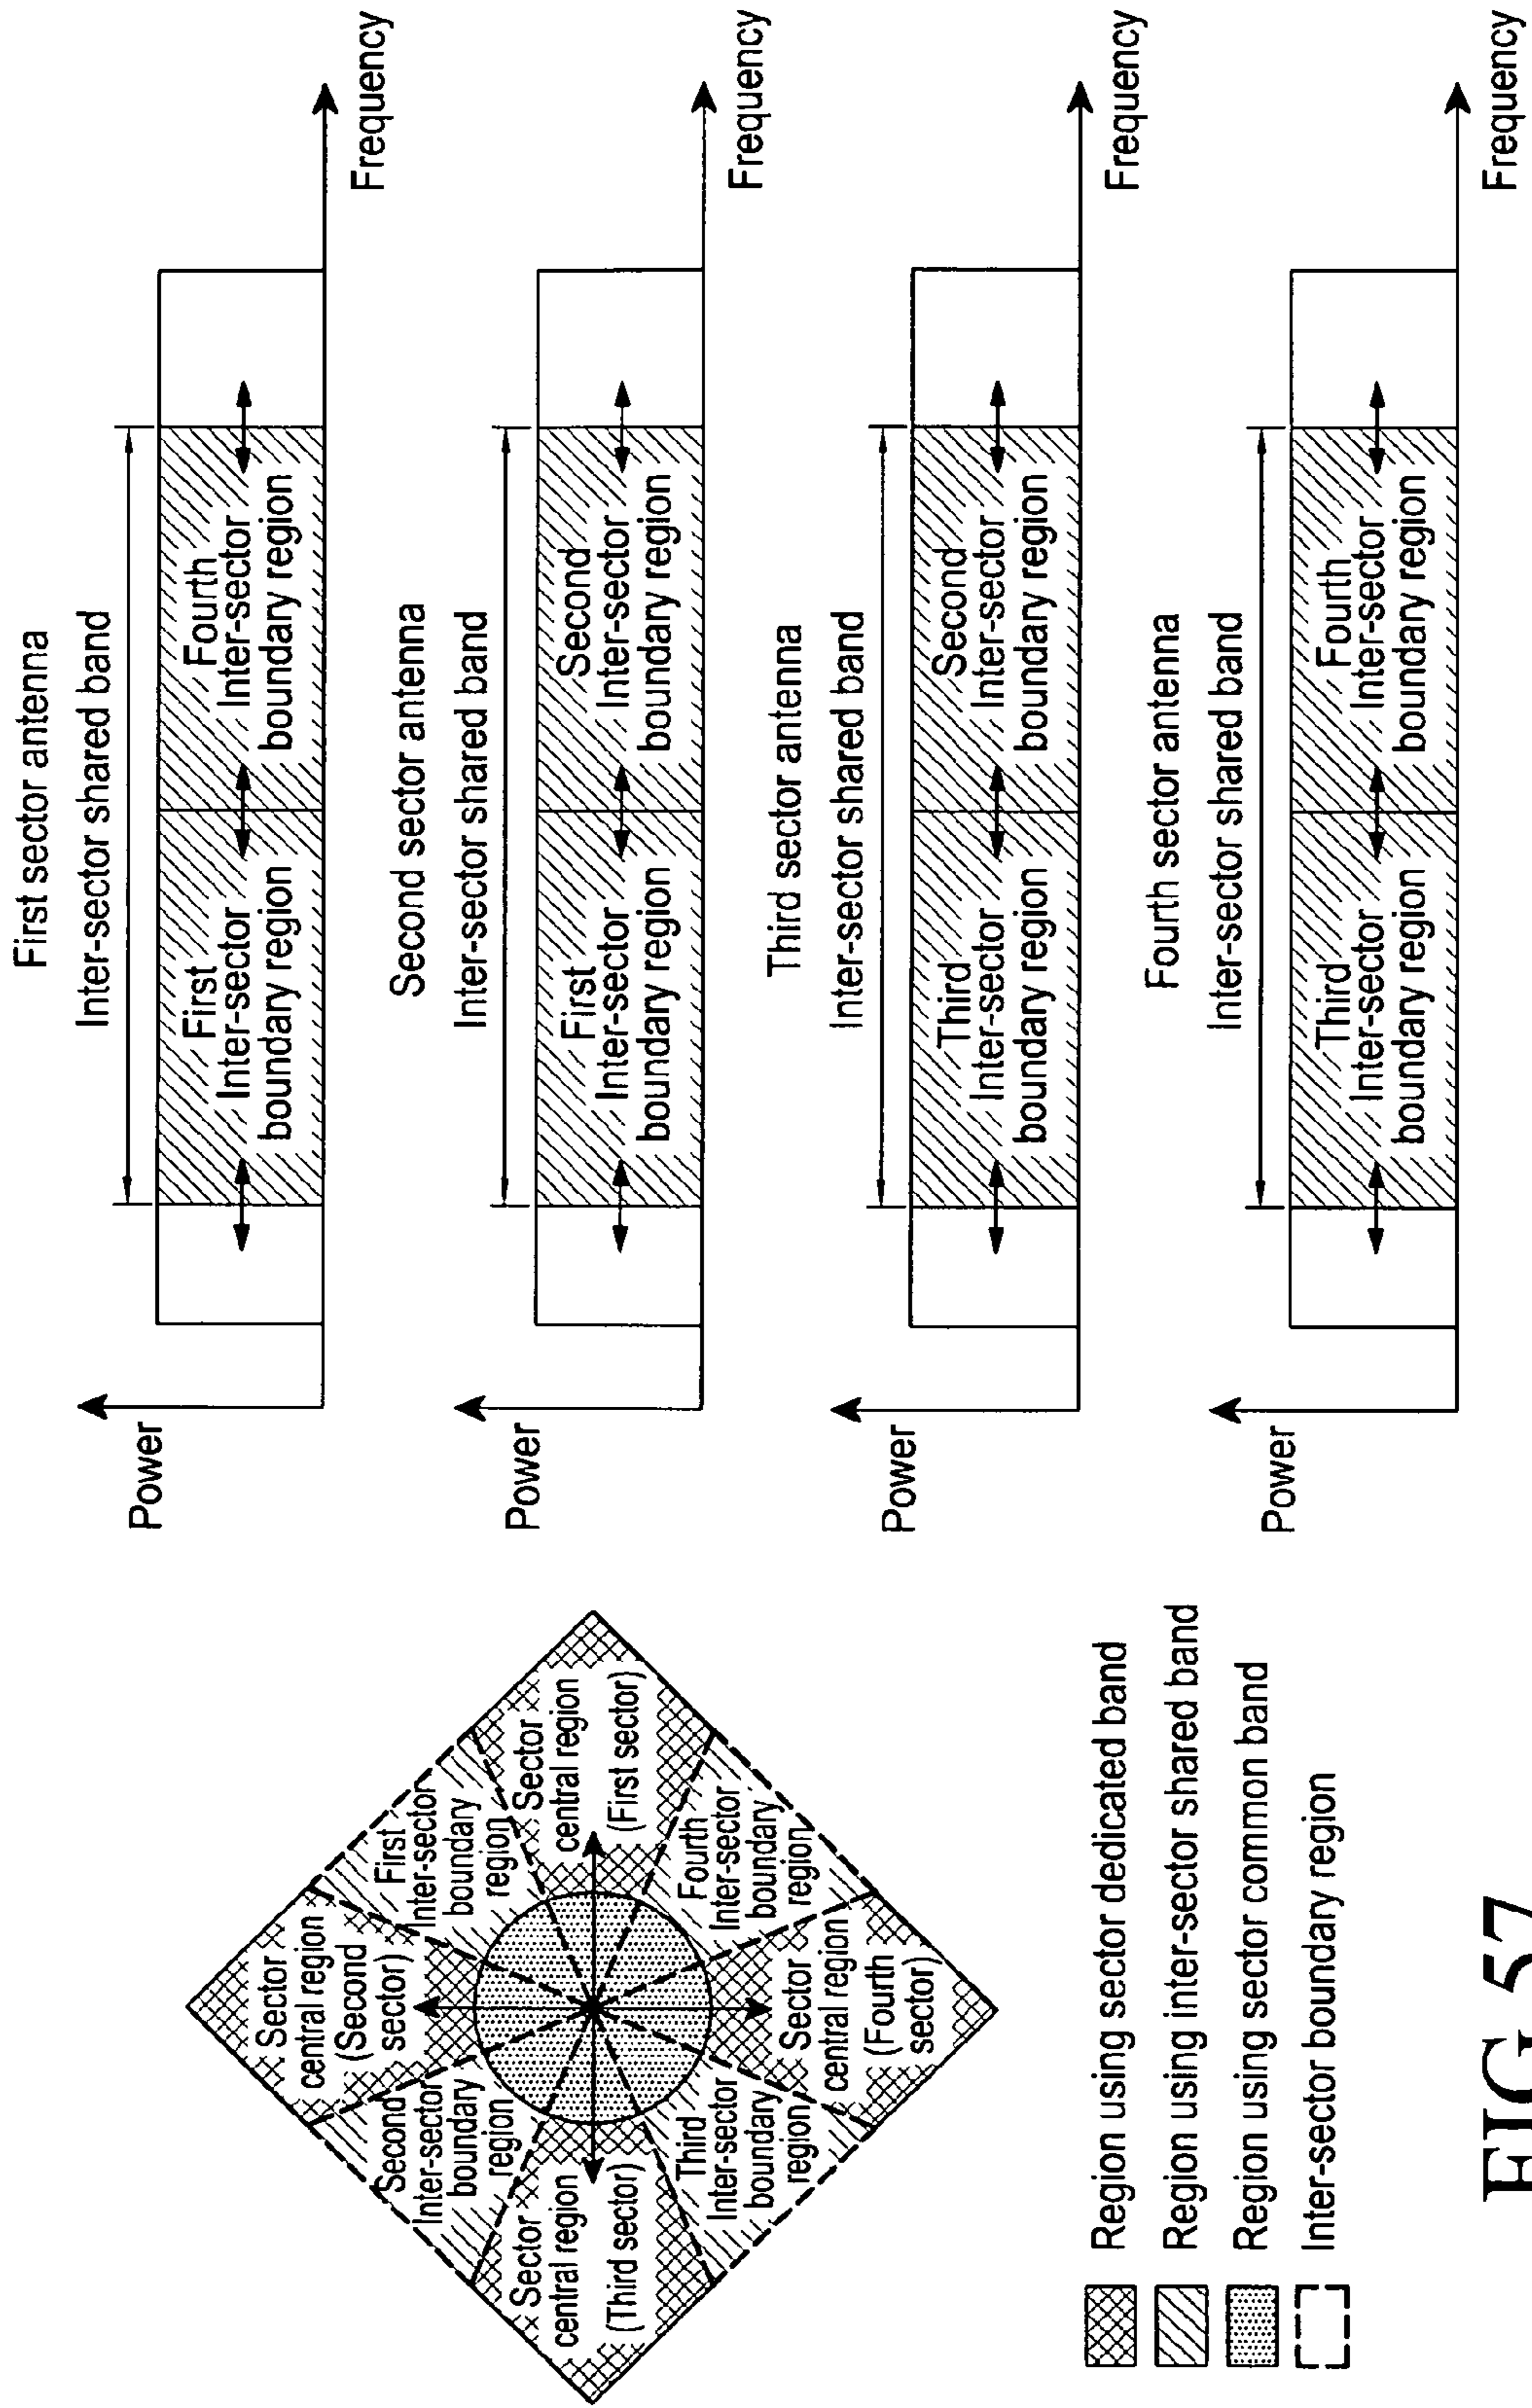 Sector
central region
(Second
sector)
Second
Inter-sector
boundary
region
First
Inter-sector
boundary
region
Sector
central region
(Third sector)
Sector
central region
(First sector)
Third
Inter-sector
boundary
region
Fourth
Inter-sector
boundary
region
Sector
central region
(Fourth
sector)
Region using sector dedicated band
Region using inter-sector shared band
Region using sector common band
Inter-sector boundary region
First sector antenna
Inter-sector shared band
Power
First
Inter-sector
boundary region
Fourth
Inter-sector
boundary region
Frequency
Second sector antenna
Inter-sector shared band
Power
First
Inter-sector
boundary region
Second
Inter-sector
boundary region
Frequency
Third sector antenna
Inter-sector shared band
Power
Third
Inter-sector
boundary region
Second
Inter-sector
boundary region
Frequency
Fourth sector antenna
Inter-sector shared band
Power
Third
Inter-sector
boundary region
Fourth
Inter-sector
boundary region
Frequency
FIG 57